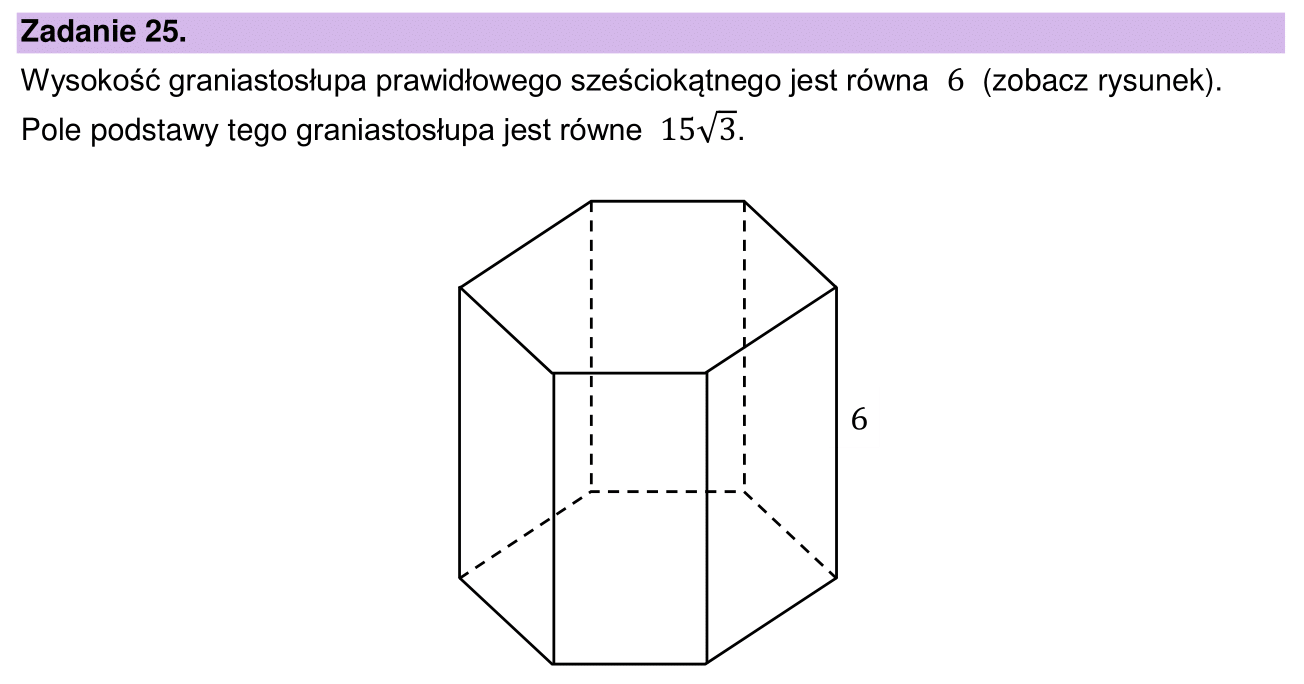 Zadanie 25.
Wysokość graniastosłupa prawidłowego sześciokątnego jest równa 6 (zobacz rysunek).
Pole podstawy tego graniastosłupa jest równe 15√3.
6